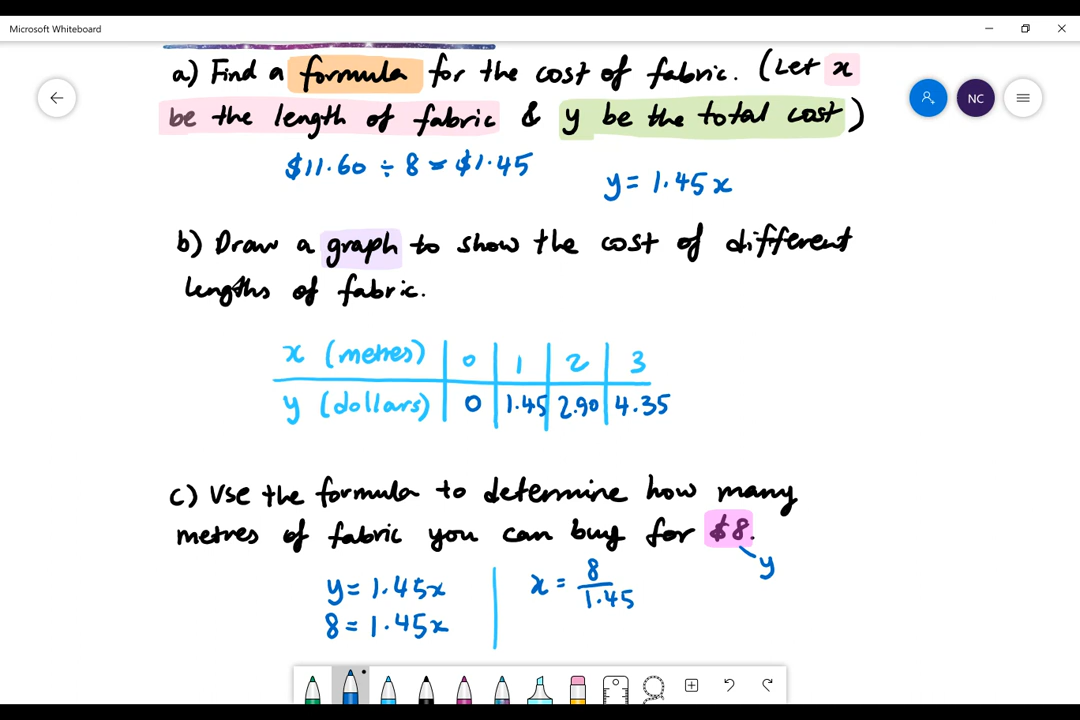 Microsoft Whiteboard
a) Find a formula for the cost of fabric. (Let x
be the length of fabric & y be the total cost)
NC
$11.60 ÷ 8 = $1.45
y = 1.45x
b) Draw a graph to show the cost of different
lengths of fabric.
x (metres) 0 1 2 3
y (dollars) 0 1.45 2.90 4.35
c) Use the formula to determine how many
metres of fabric you can buy for $8.
y
y = 1.45x
8 = 1.45x
x = 8/1.45